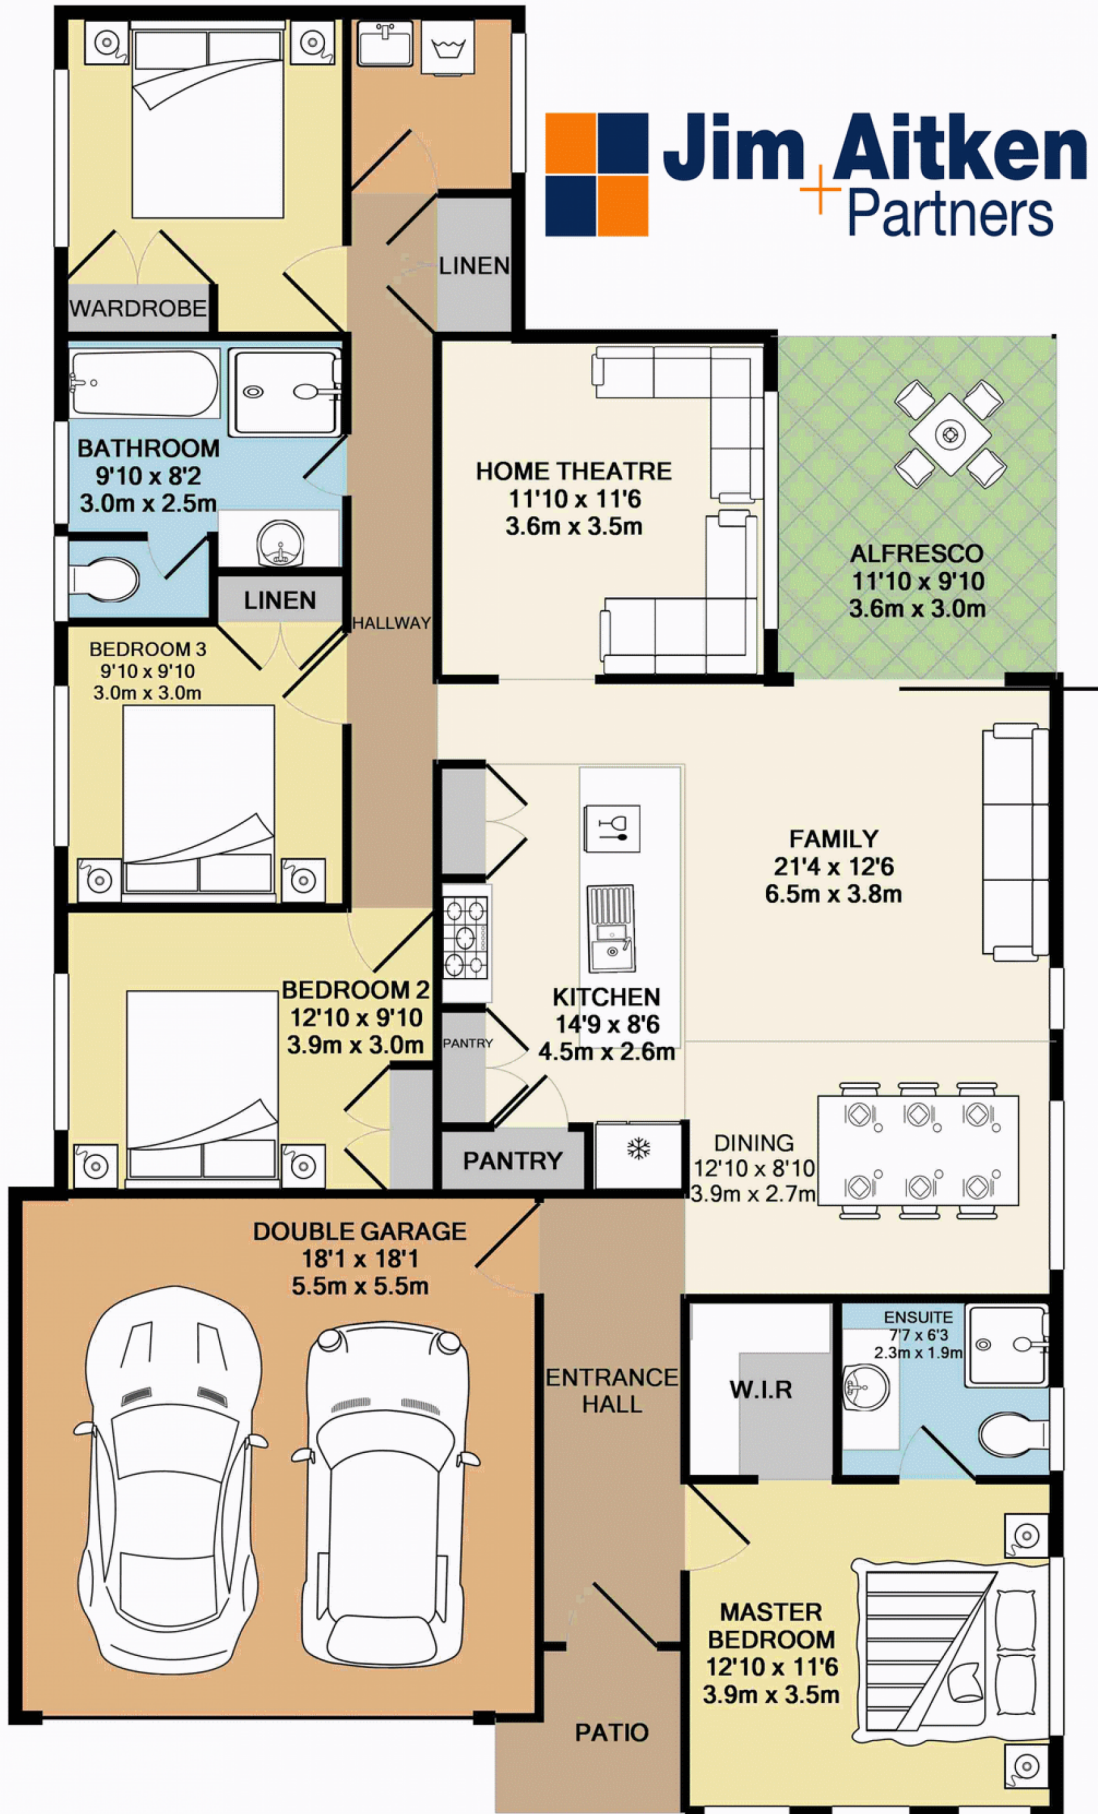 Jim Aitken
+ Partners
LINEN
WARDROBE
BATHROOM
9'10 x 8'2
3.0m x 2.5m
HOME THEATRE
11'10 x 11'6
3.6m x 3.5m
ALFRESCO
11'10 x 9'10
3.6m x 3.0m
LINEN
HALLWAY
BEDROOM 3
9'10 x 9'10
3.0m x 3.0m
FAMILY
21'4 x 12'6
6.5m x 3.8m
BEDROOM 2
12'10 x 9'10
3.9m x 3.0m
KITCHEN
14'9 x 8'6
4.5m x 2.6m
PANTRY
PANTRY
DINING
12'10 x 8'10
3.9m x 2.7m
DOUBLE GARAGE
18'1 x 18'1
5.5m x 5.5m
ENTRANCE
HALL
W.I.R
ENSUITE
7'7 x 6'3
2.3m x 1.9m
MASTER
BEDROOM
12'10 x 11'6
3.9m x 3.5m
PATIO